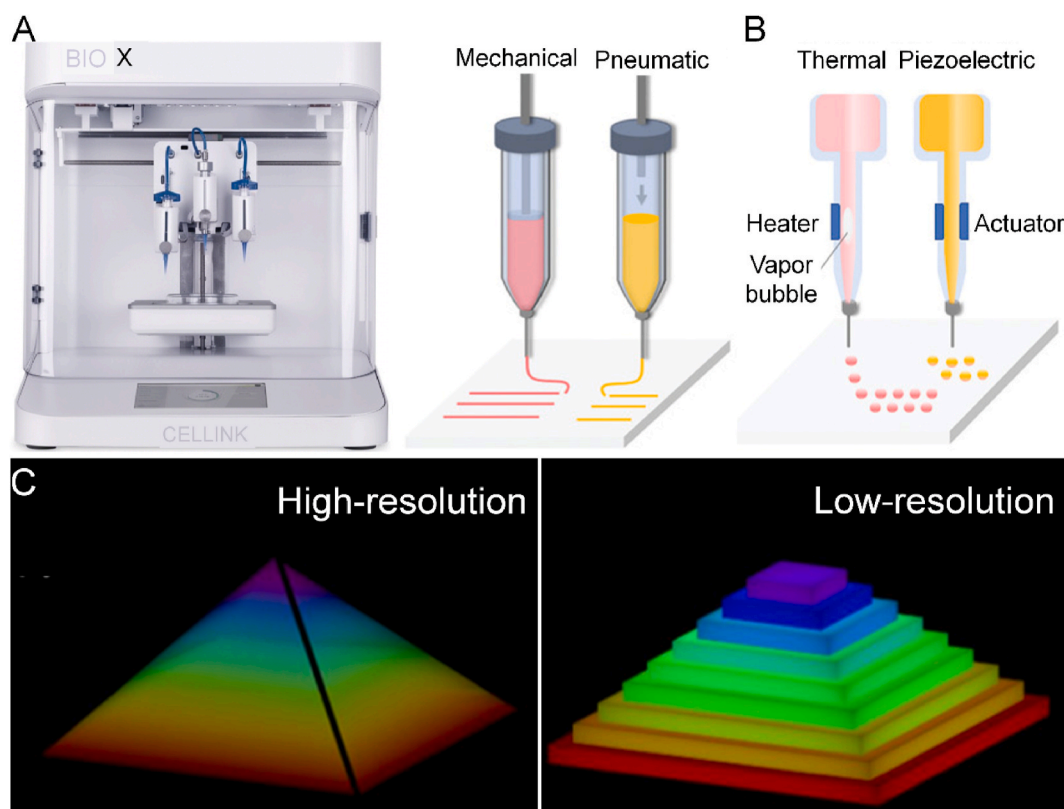 A
BIO X
CELLINK
Mechanical
Pneumatic
B
Thermal
Piezoelectric
Heater
Actuator
Vapor
bubble
C
High-resolution
Low-resolution